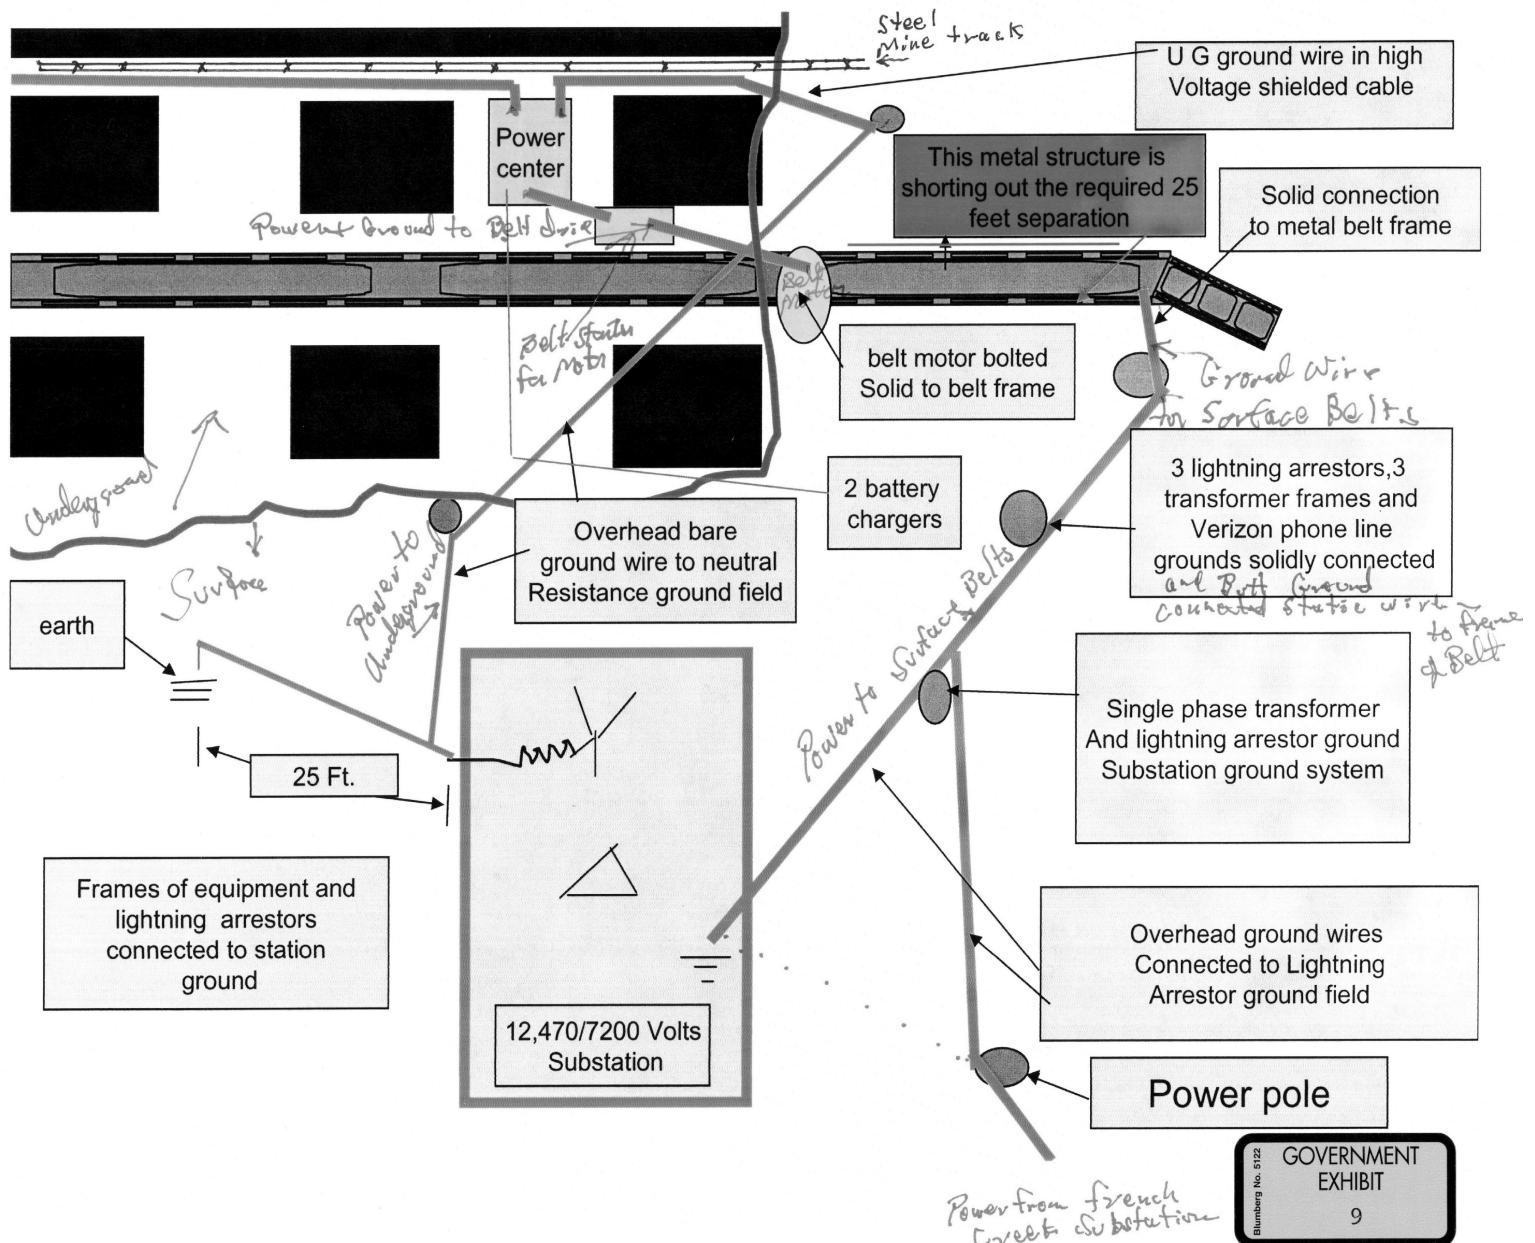 Steel
Mine track
U G ground wire in high
Voltage shielded cable
Power
center
This metal structure is
shorting out the required 25
feet separation
Solid connection
to metal belt frame
Ground to Belt drive
Belt
Motor
Belt Starter
for Motor
belt motor bolted
Solid to belt frame
Ground Wire
for Surface Belts
Underground
Surface
2 battery
chargers
3 lightning arrestors,3
transformer frames and
Verizon phone line
grounds solidly connected
and Ground
connected static wire
to frame
of Belt
Overhead bare
ground wire to neutral
Resistance ground field
Power to
Underground
Power to Surface Belts
earth
25 Ft.
Single phase transformer
And lightning arrestor ground
Substation ground system
Frames of equipment and
lightning arrestors
connected to station
ground
Overhead ground wires
Connected to Lightning
Arrestor ground field
12,470/7200 Volts
Substation
Power pole
Power from french
Creek Substation
Blumberg No. 5122
GOVERNMENT
EXHIBIT
9